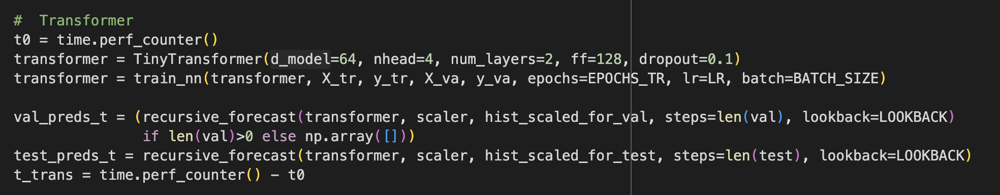 #  Transformer
t0 = time.perf_counter()
transformer = TinyTransformer(d_model=64, nhead=4, num_layers=2, ff=128, dropout=0.1)
transformer = train_nn(transformer, X_tr, y_tr, X_va, y_va, epochs=EPOCHS_TR, lr=LR, batch=BATCH_SIZE)

val_preds_t = (recursive_forecast(transformer, scaler, hist_scaled_for_val, steps=len(val), lookback=LOOKBACK)
               if len(val)>0 else np.array([]))
test_preds_t = recursive_forecast(transformer, scaler, hist_scaled_for_test, steps=len(test), lookback=LOOKBACK)
t_trans = time.perf_counter() - t0